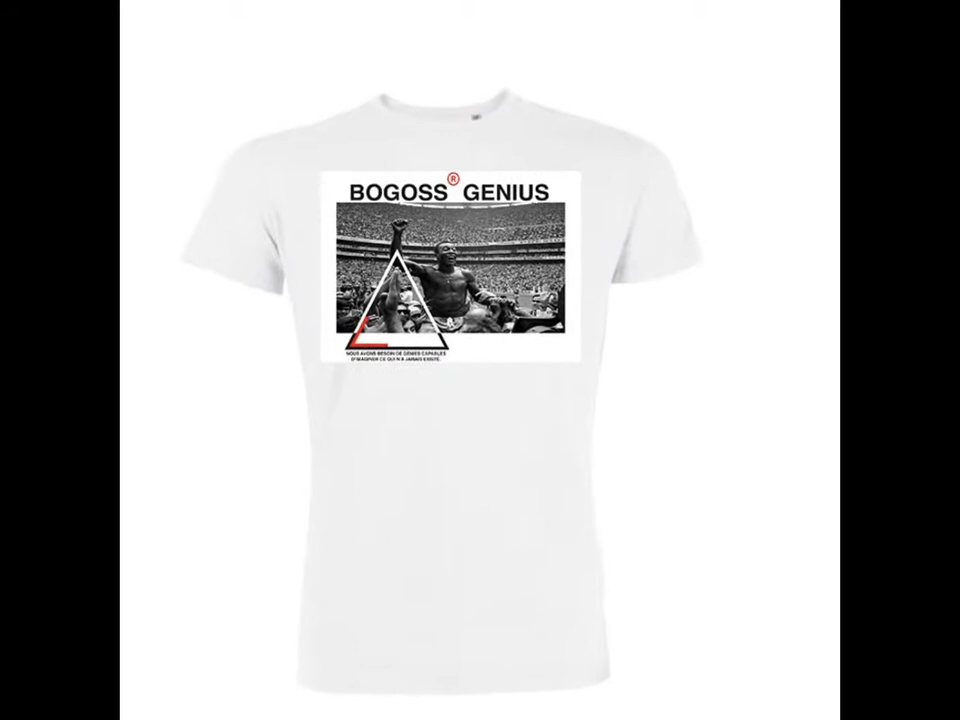 BOGOSS® GENIUS
NOUS AVONS BESOIN DE GÉNIES CAPABLES
D'IMAGINER CE QUI N'A JAMAIS EXISTÉ.